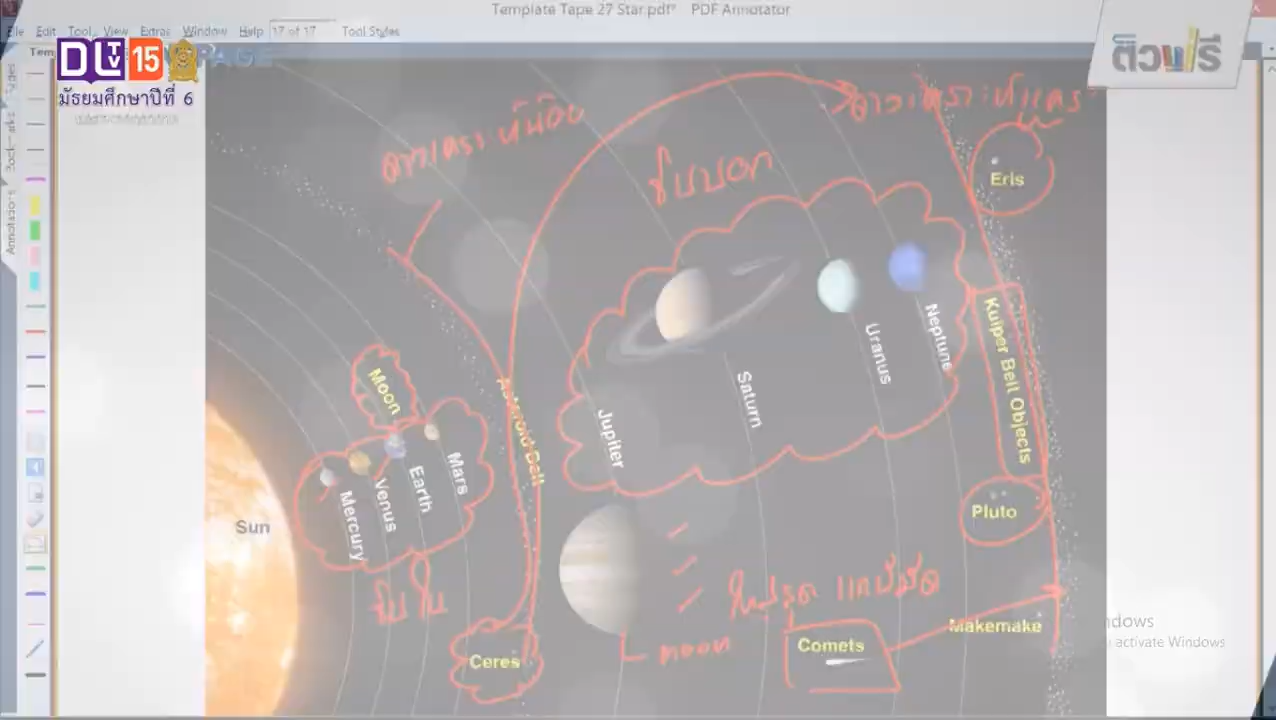 Template Tape 27 Star.pdf* PDF Annotator
Edit Tool View Extras Window Help 17 of 17 Tool Styles
DLTV 15
มัธยมศึกษาปีที่ 6
ติวฟรี
ดาวเคราะห์น้อย
ดาวเคราะห์แคระ
ชั้นนอก
Eris
Neptune
Uranus
Saturn
Jupiter
Kuiper Belt Objects
Asteroid Belt
Moon
Mars
Earth
Venus
Mercury
Sun
ชั้นใน
Pluto
Ceres
moon
Comets
Makemake
activate Windows
Annotations